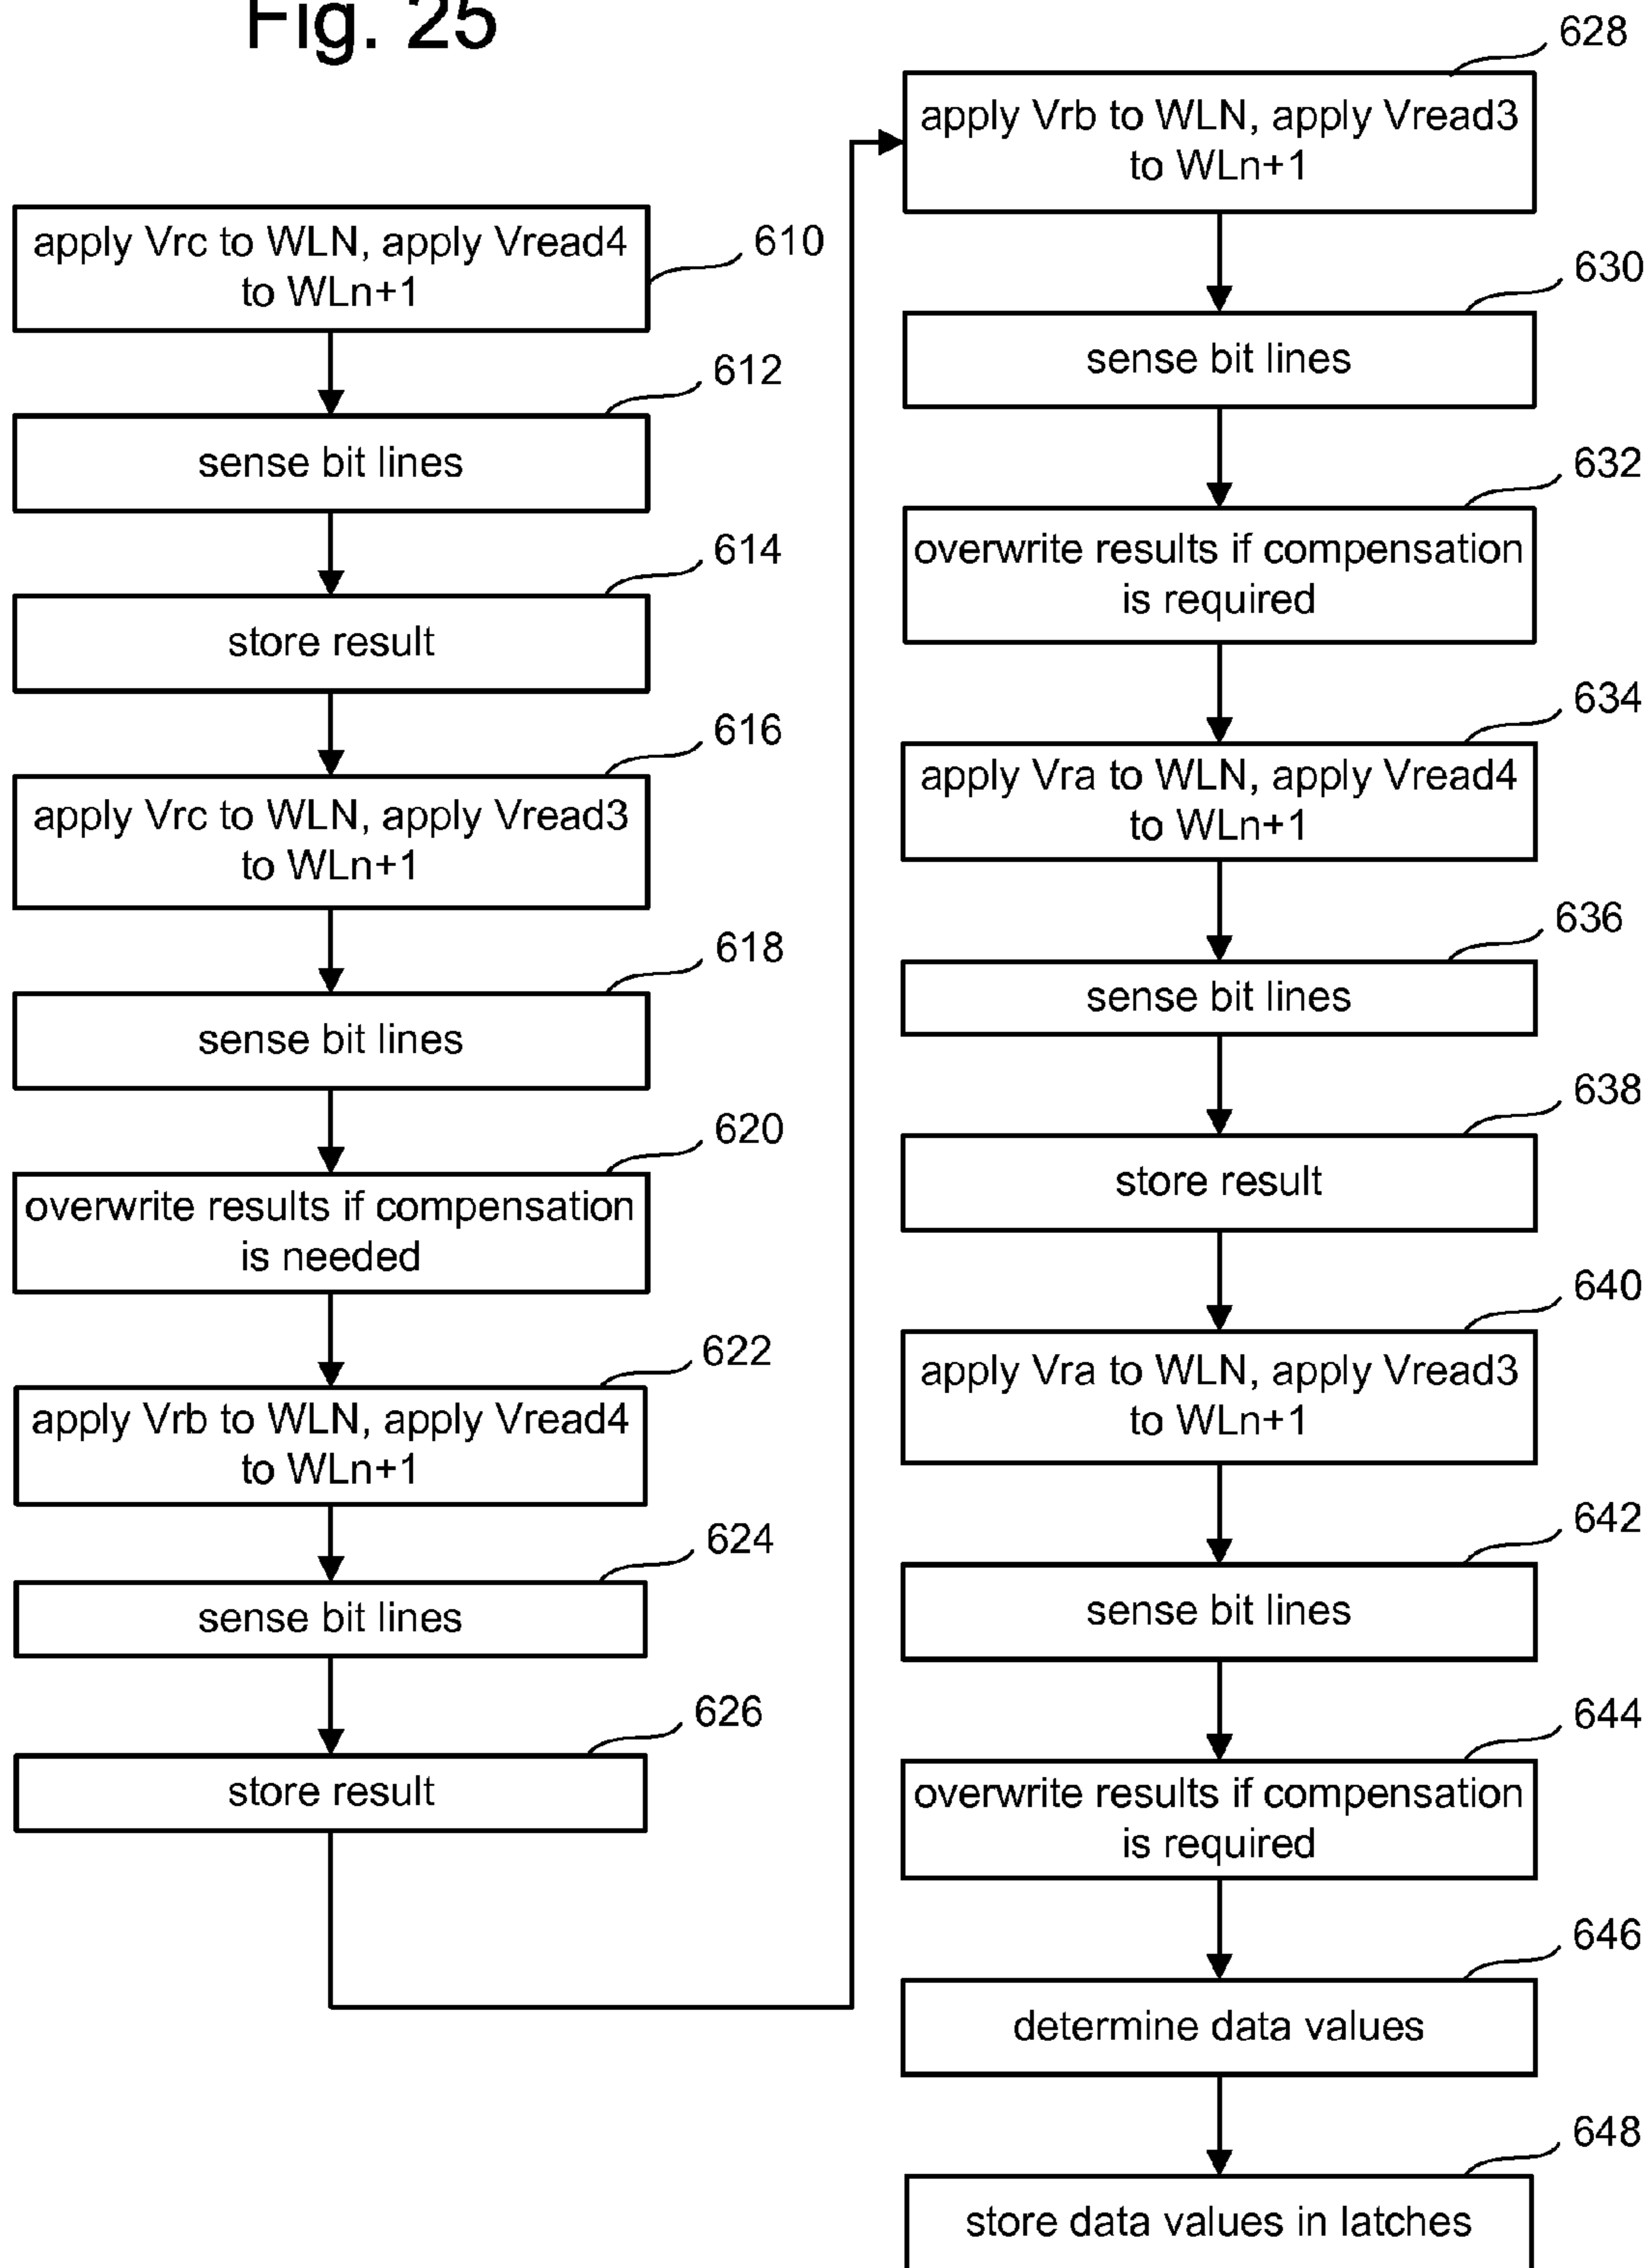 Fig. 25
apply Vrc to WLN, apply Vread4
to WLn+1
610
sense bit lines
612
store result
614
apply Vrc to WLN, apply Vread3
to WLn+1
616
sense bit lines
618
overwrite results if compensation
is needed
620
apply Vrb to WLN, apply Vread4
to WLn+1
622
sense bit lines
624
store result
626
apply Vrb to WLN, apply Vread3
to WLn+1
628
sense bit lines
630
overwrite results if compensation
is required
632
apply Vra to WLN, apply Vread4
to WLn+1
634
sense bit lines
636
store result
638
apply Vra to WLN, apply Vread3
to WLn+1
640
sense bit lines
642
overwrite results if compensation
is required
644
determine data values
646
store data values in latches
648